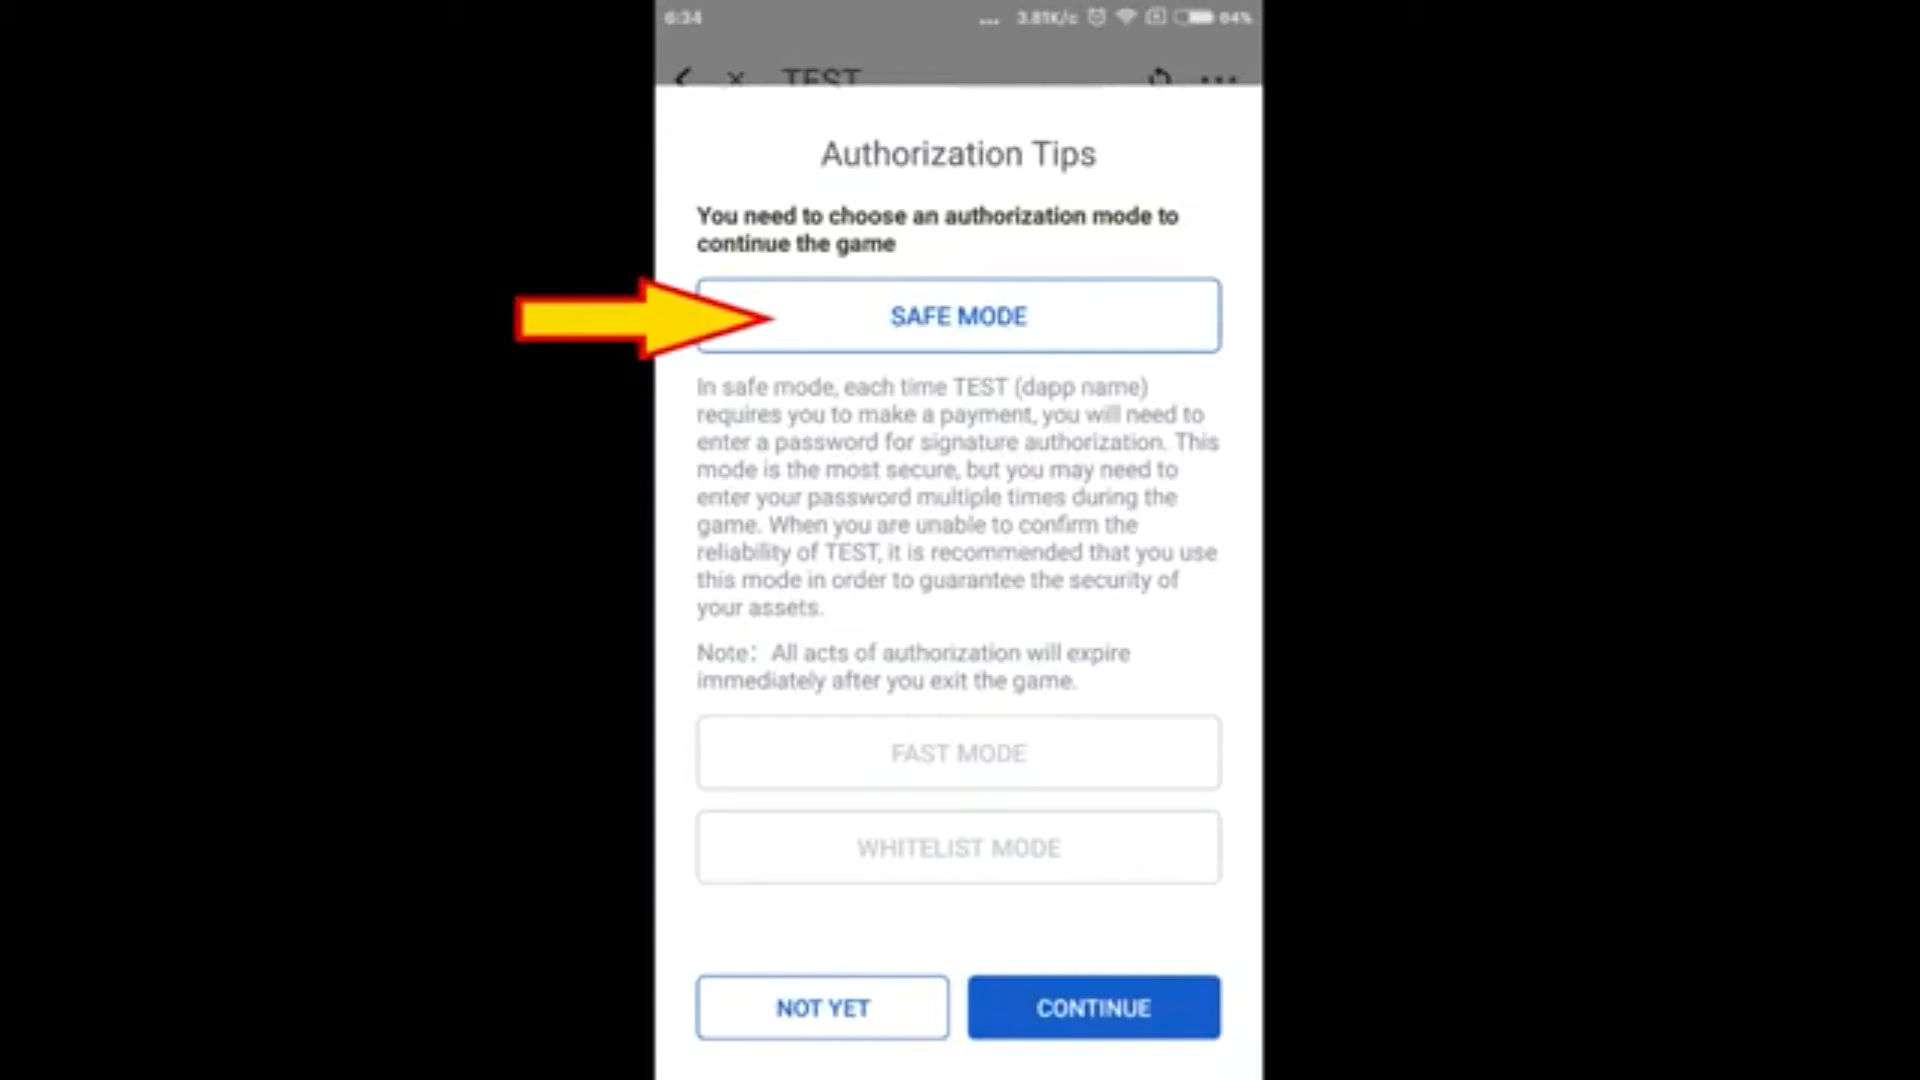 6:34
... 3.81K/c 84%
TEST
Authorization Tips
You need to choose an authorization mode to
continue the game
SAFE MODE
In safe mode, each time TEST (dapp name)
requires you to make a payment, you will need to
enter a password for signature authorization. This
mode is the most secure, but you may need to
enter your password multiple times during the
game. When you are unable to confirm the
reliability of TEST, it is recommended that you use
this mode in order to guarantee the security of
your assets.
Note： All acts of authorization will expire
immediately after you exit the game.
FAST MODE
WHITELIST MODE
NOT YET
CONTINUE